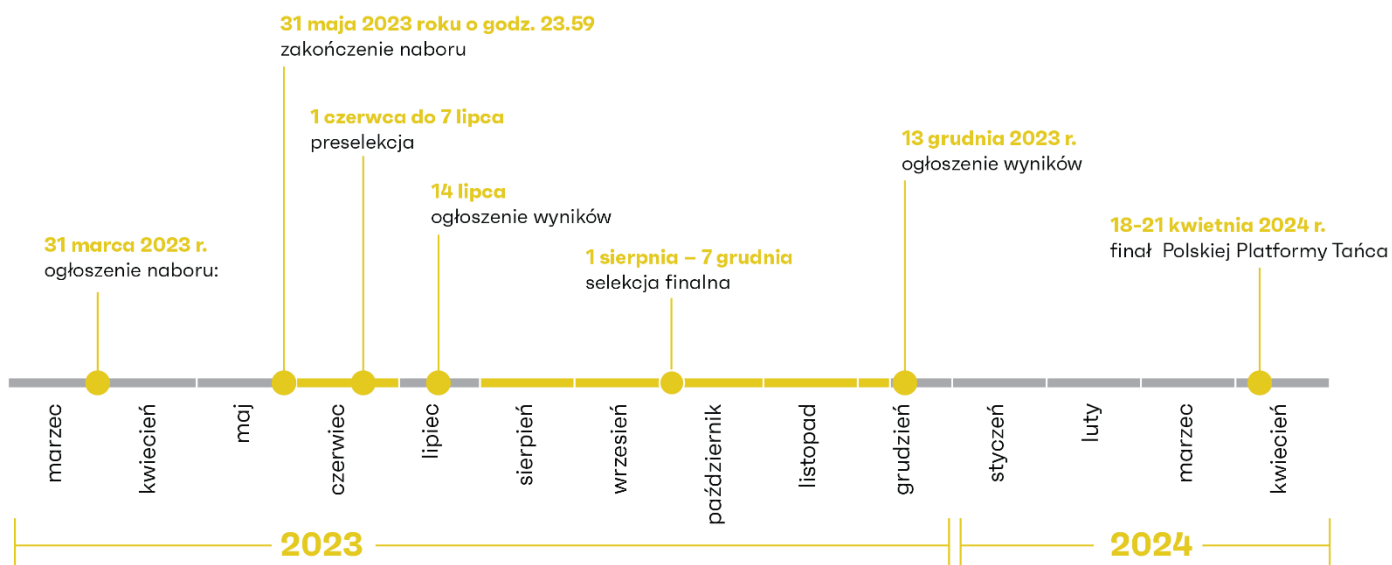 31 maja 2023 roku o godz. 23.59
zakończenie naboru
1 czerwca do 7 lipca
preselekcja
13 grudnia 2023 r.
ogłoszenie wyników
14 lipca
ogłoszenie wyników
18-21 kwietnia 2024 r.
finał Polskiej Platformy Tańca
31 marca 2023 r.
ogłoszenie naboru:
1 sierpnia – 7 grudnia
selekcja finalna
marzec
kwiecień
maj
czerwiec
lipiec
sierpień
wrzesień
październik
listopad
grudzień
styczeń
luty
marzec
kwiecień
2023
2024